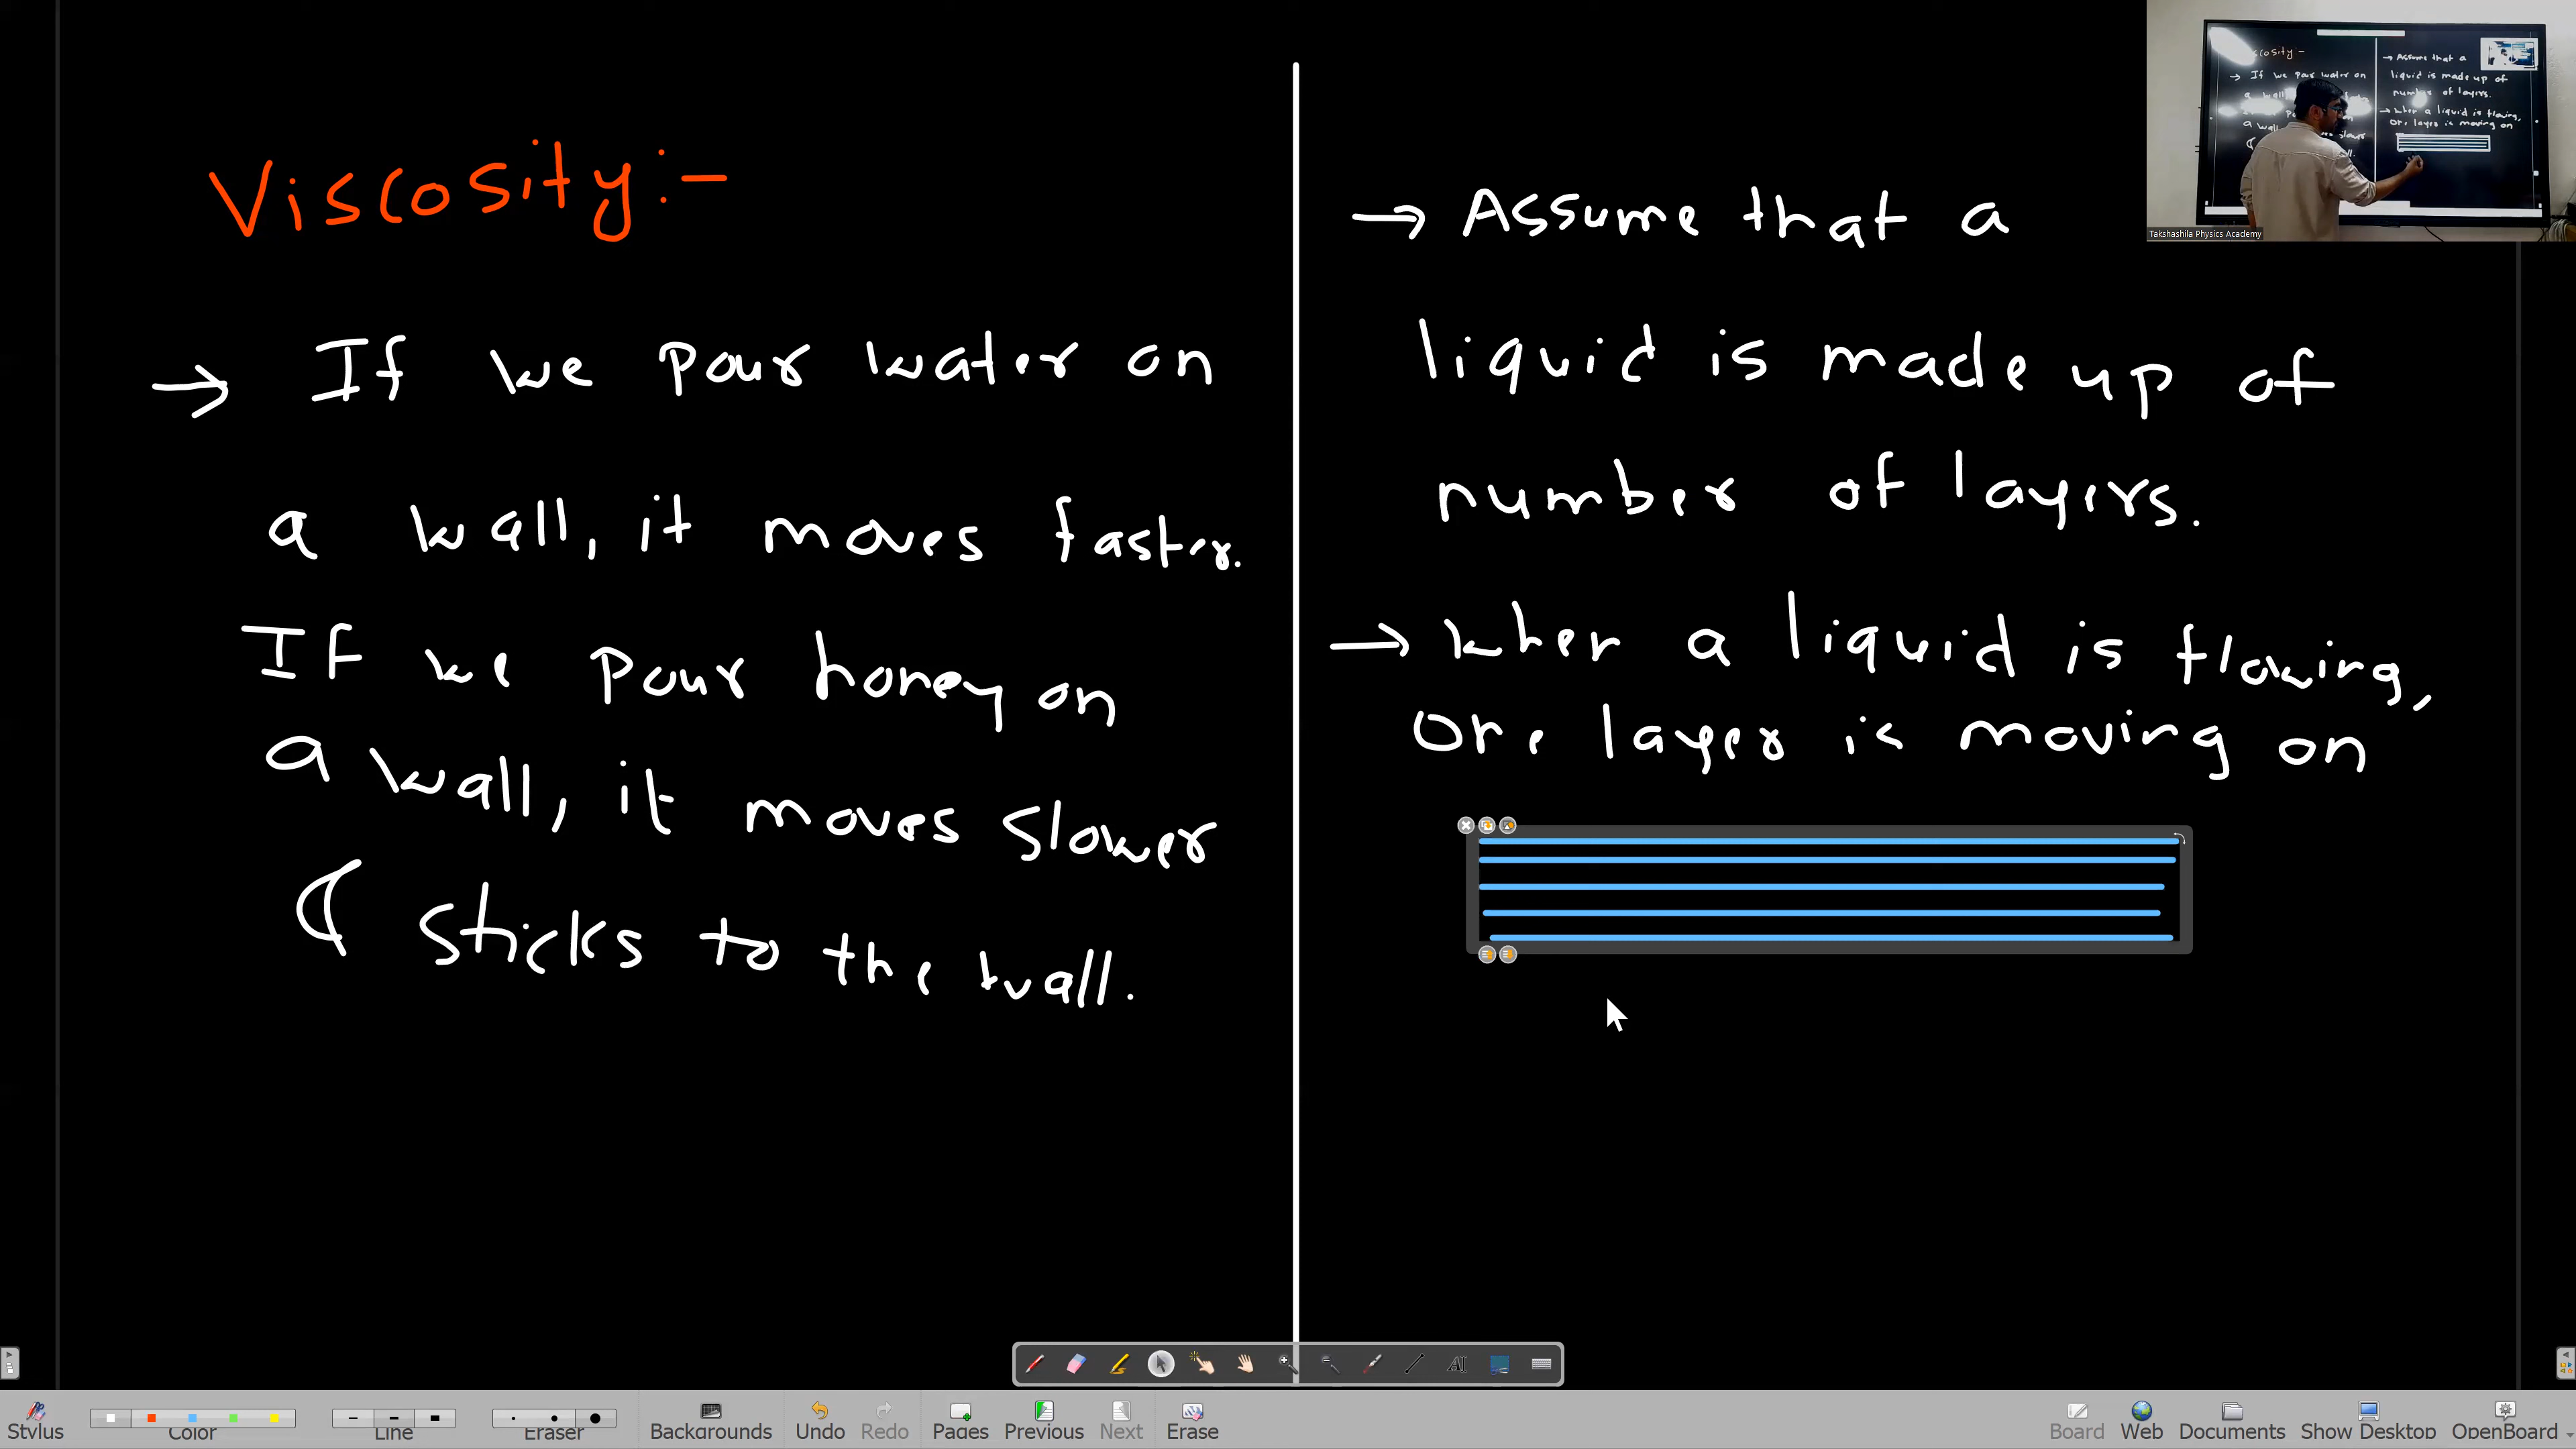 Viscosity:-
→ If we pour water on
a wall, it moves faster.
If we pour honey on
a wall, it moves slower
& sticks to the wall.
→ Assume that a
liquid is made up of
number of layers.
→ When a liquid is flowing,
one layer is moving on
Takshashila Physics Academy
Stylus
Color
Line
Eraser
Backgrounds
Undo
Redo
Pages
Previous
Next
Erase
Board
Web
Documents
Show Desktop
OpenBoard